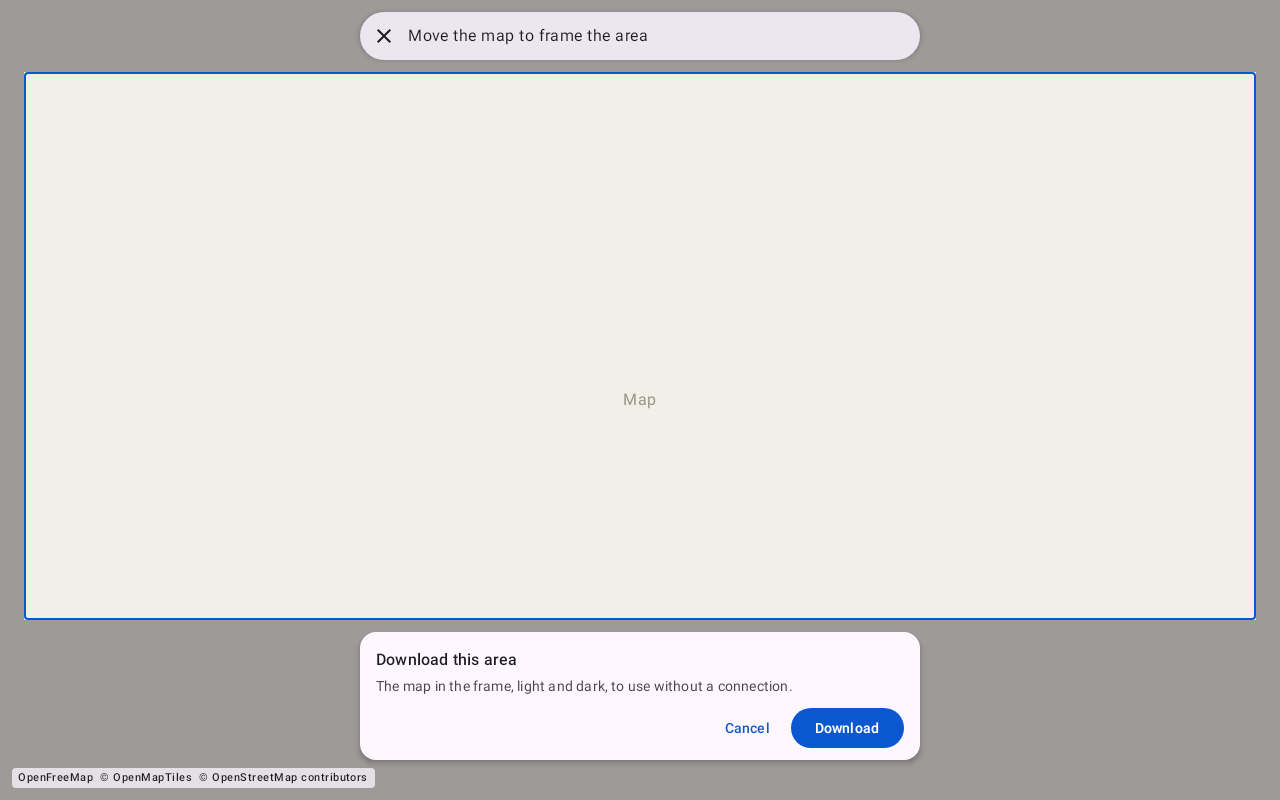 Move the map to frame the area
Map
Download this area
The map in the frame, light and dark, to use without a connection.
Cancel
Download
OpenFreeMap © OpenMapTiles © OpenStreetMap contributors